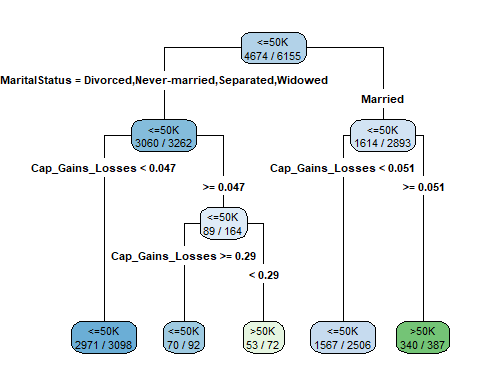 <=50K
4674 / 6155
MaritalStatus = Divorced,Never-married,Separated,Widowed
Married
<=50K
3060 / 3262
<=50K
1614 / 2893
Cap_Gains_Losses < 0.047
>= 0.047
Cap_Gains_Losses < 0.051
>= 0.051
<=50K
89 / 164
Cap_Gains_Losses >= 0.29
< 0.29
<=50K
2971 / 3098
<=50K
70 / 92
>50K
53 / 72
<=50K
1567 / 2506
>50K
340 / 387